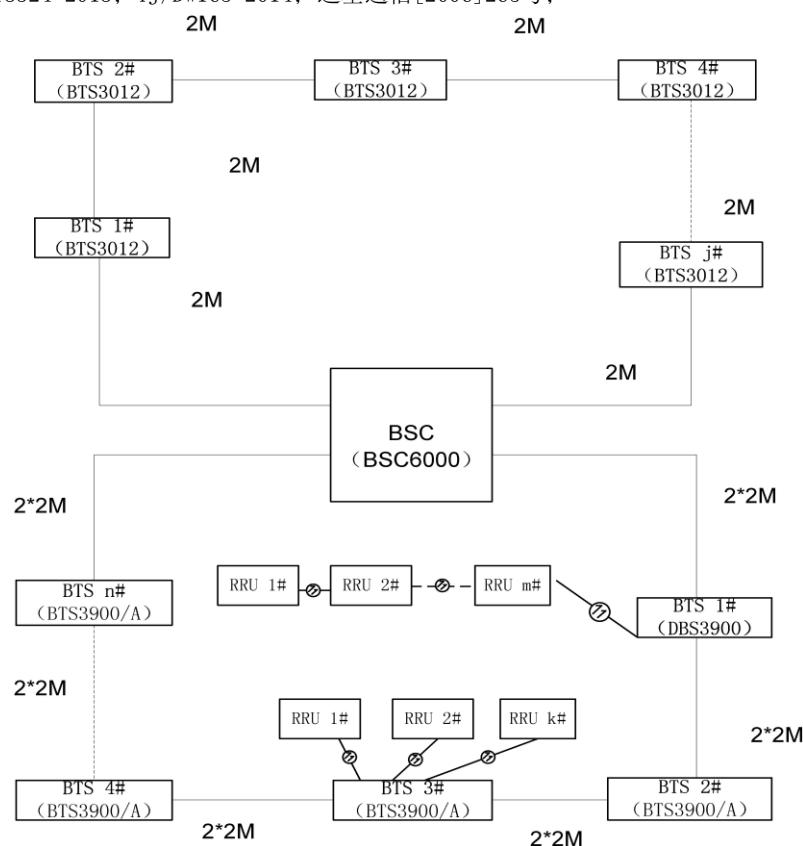 2M
2M
BTS 2#
(BTS3012)
BTS 3#
(BTS3012)
BTS 4#
(BTS3012)
2M
2M
BTS 1#
(BTS3012)
BTS j#
(BTS3012)
2M
2M
BSC
(BSC6000)
2*2M
2*2M
RRU 1#
RRU 2#
RRU m#
BTS n#
(BTS3900/A)
BTS 1#
(DBS3900)
2*2M
RRU 1#
RRU 2#
RRU k#
2*2M
BTS 4#
(BTS3900/A)
BTS 3#
(BTS3900/A)
BTS 2#
(BTS3900/A)
2*2M
2*2M